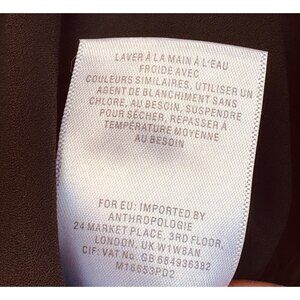 LAVER À LA MAIN À L'EAU
FROIDE AVEC
COULEURS SIMILAIRES, UTILISER UN
AGENT DE BLANCHIMENT SANS
CHLORE, AU BESOIN, SUSPENDRE
POUR SÉCHER, REPASSER À
TEMPÉRATURE MOYENNE
AU BESOIN
FOR EU: IMPORTED BY
ANTHROPOLOGIE
24 MARKET PLACE, 3RD FLOOR,
LONDON, UK W1W8AN
CIF: VAT No. GB 684936382
M16653PD2